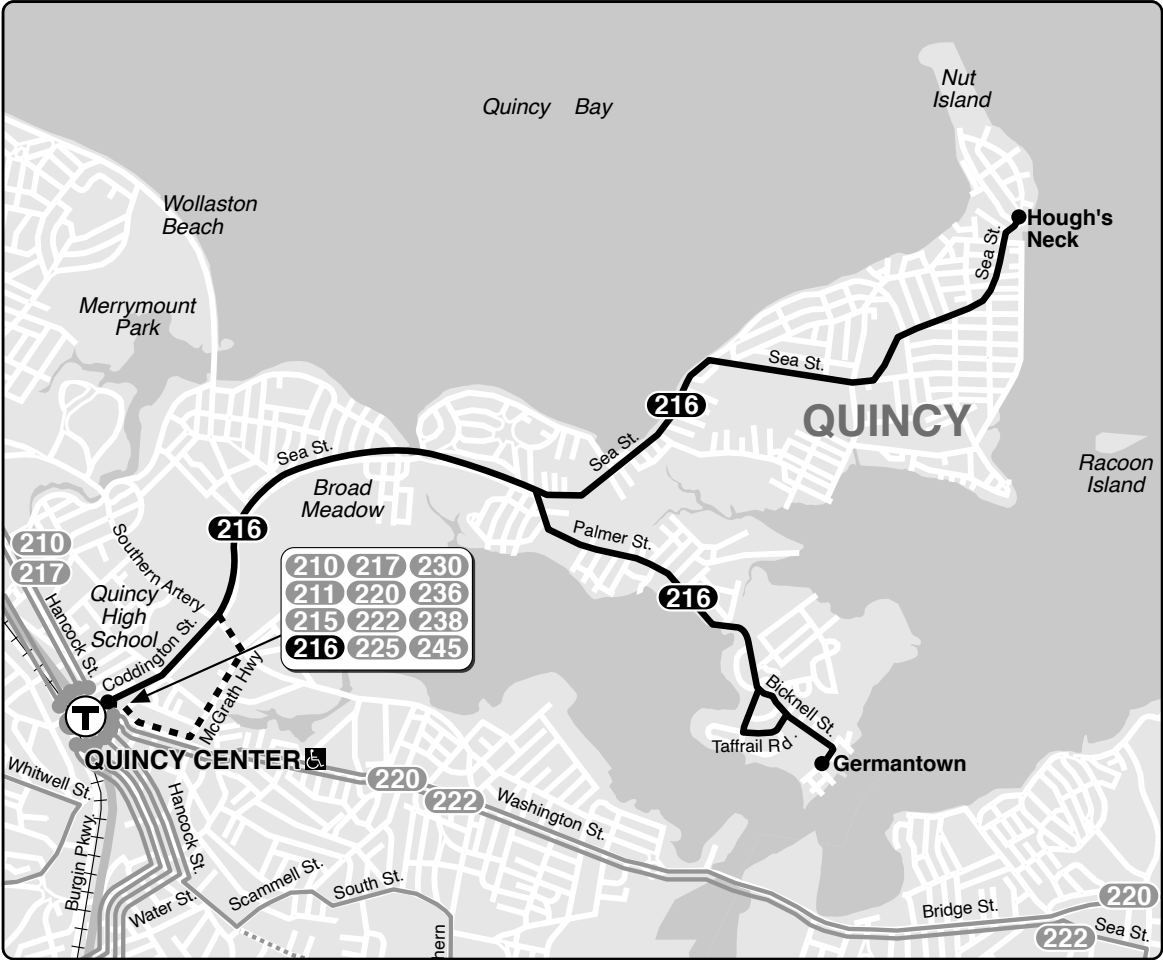 Nut
Island
Quincy Bay
Wollaston
Beach
Hough's
Neck
Sea St.
Merrymount
Park
Sea St.
216
QUINCY
Sea St.
Sea St.
Racoon
Island
Broad
Meadow
216
Palmer St.
210
217
Southern Artery
Hancock St.
Quincy
High
School
210 217 230
211 220 236
215 222 238
216 225 245
216
Coddington St.
McGrath Hwy
T
QUINCY CENTER
Bicknell St.
Taffrail Rd.
Germantown
Whitwell St.
220
222
Washington St.
Hancock St.
Burgin Pkwy.
Scammell St.
South St.
Water St.
hern
Bridge St.
220
222
Sea St.